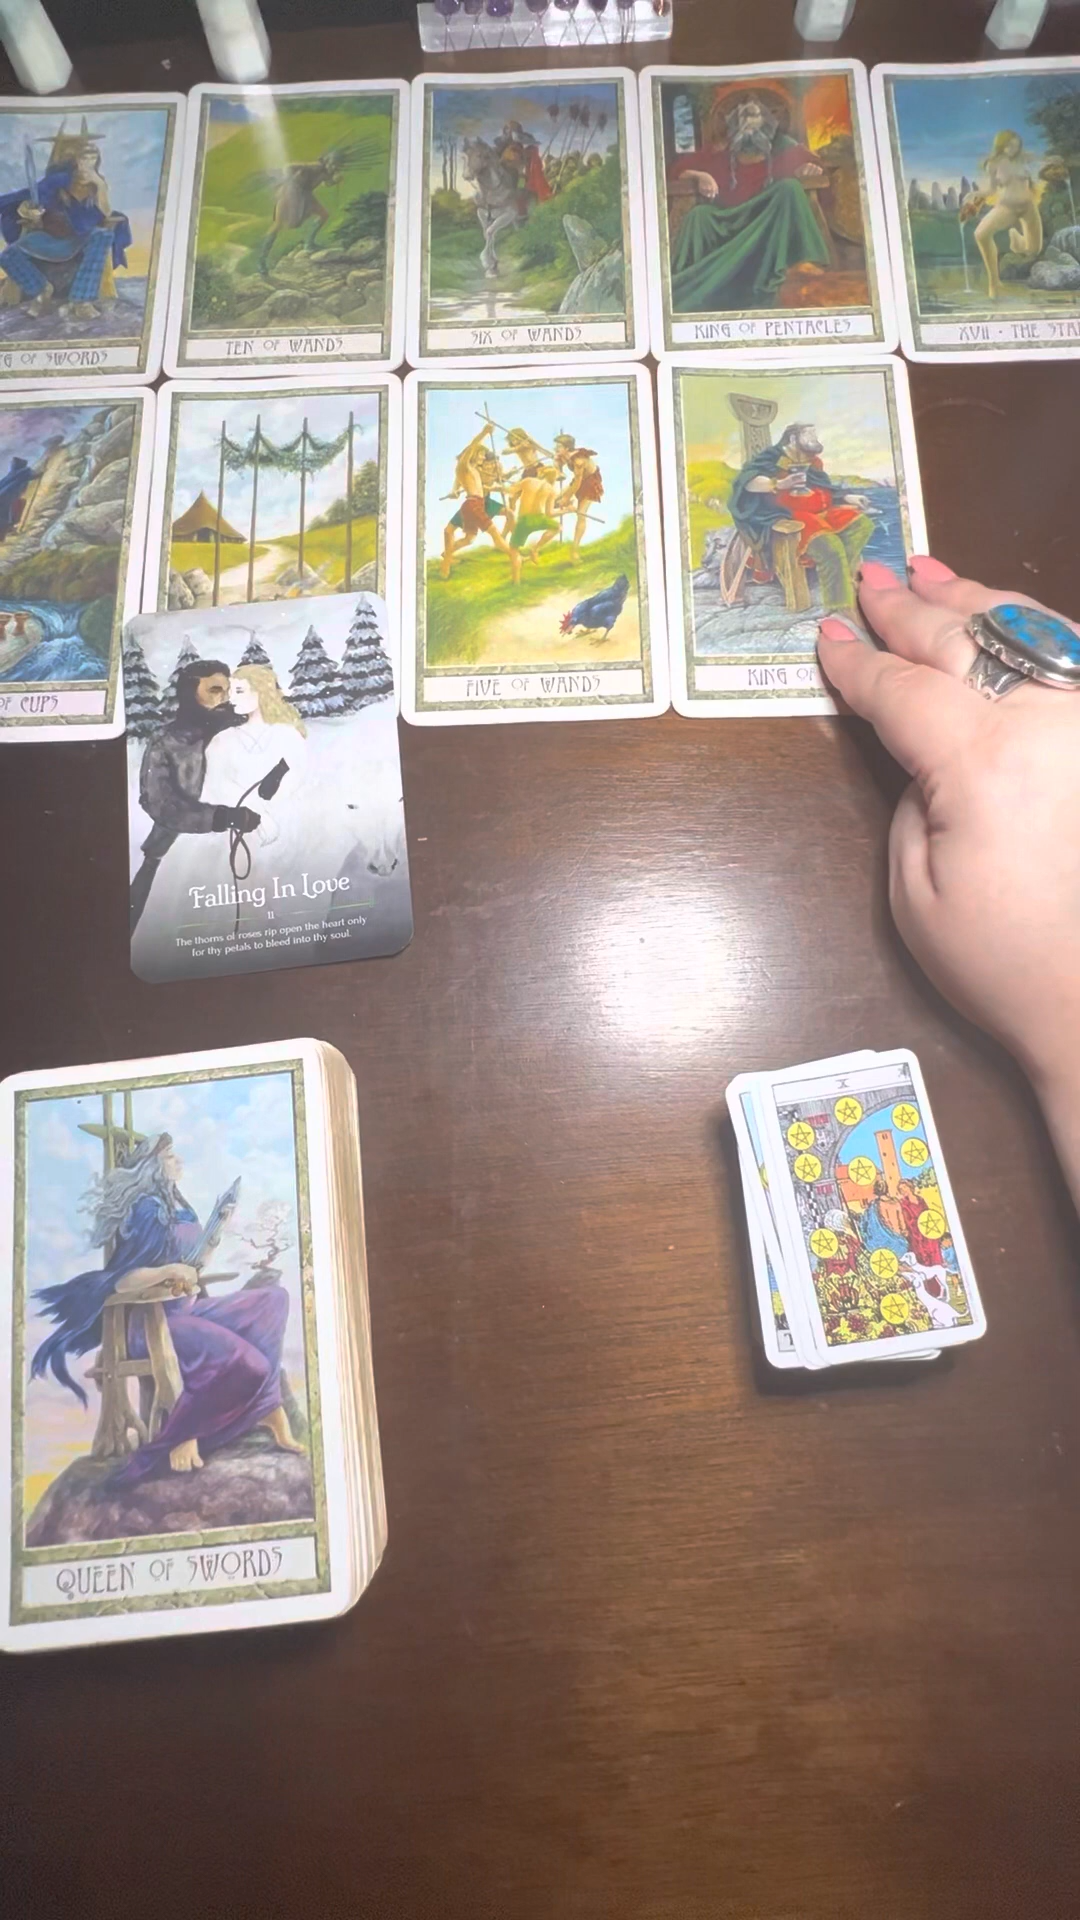 G OF SWORDS
TEN OF WANDS
SIX OF WANDS
KING OF PENTACLES
XVII · THE STA
OF CUPS
FIVE OF WANDS
KING OF
Falling In Love
II
The thorns of roses rip open the heart only
for thy petals to bleed into thy soul.
X
QUEEN OF SWORDS